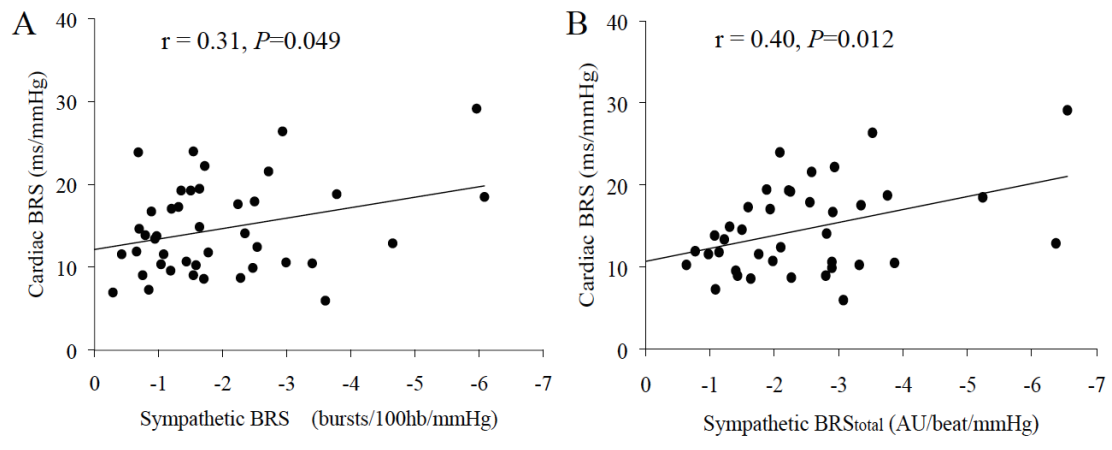 A
r = 0.31, P=0.049
Cardiac BRS (ms/mmHg)
40
30
20
10
0
0 -1 -2 -3 -4 -5 -6 -7
Sympathetic BRS (bursts/100hb/mmHg)
B
r = 0.40, P=0.012
Cardiac BRS (ms/mmHg)
40
30
20
10
0
0 -1 -2 -3 -4 -5 -6 -7
Sympathetic BRStotal (AU/beat/mmHg)